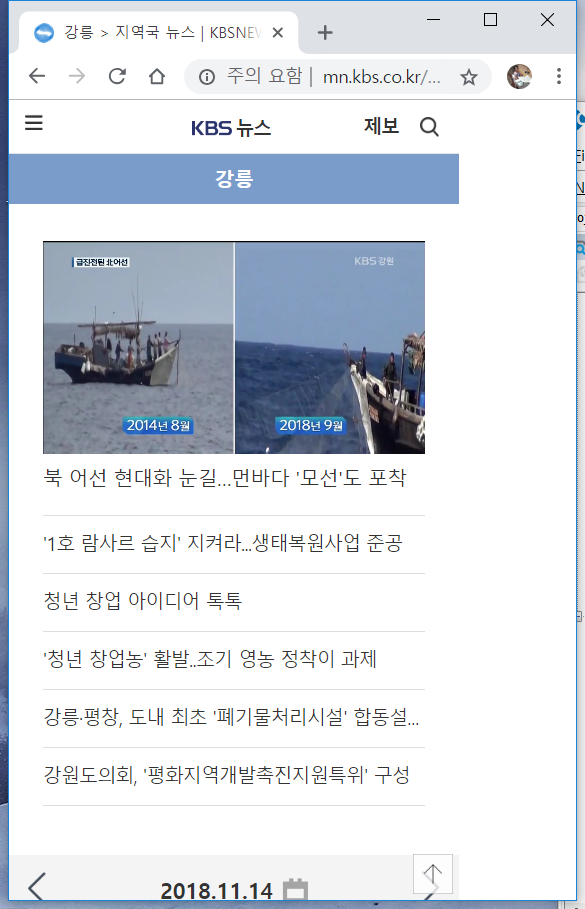 강릉 > 지역국 뉴스 | KBSNEW
주의 요함 | mn.kbs.co.kr/...
KBS 뉴스 제보
강릉
급진전된 北 어선
KBS 강원
2014년 8월
2018년 9월
북 어선 현대화 눈길...먼바다 '모선'도 포착
'1호 람사르 습지' 지켜라...생태복원사업 준공
청년 창업 아이디어 톡톡
'청년 창업농' 활발..조기 영농 정착이 과제
강릉·평창, 도내 최초 '폐기물처리시설' 합동설...
강원도의회, '평화지역개발촉진지원특위' 구성
2018.11.14